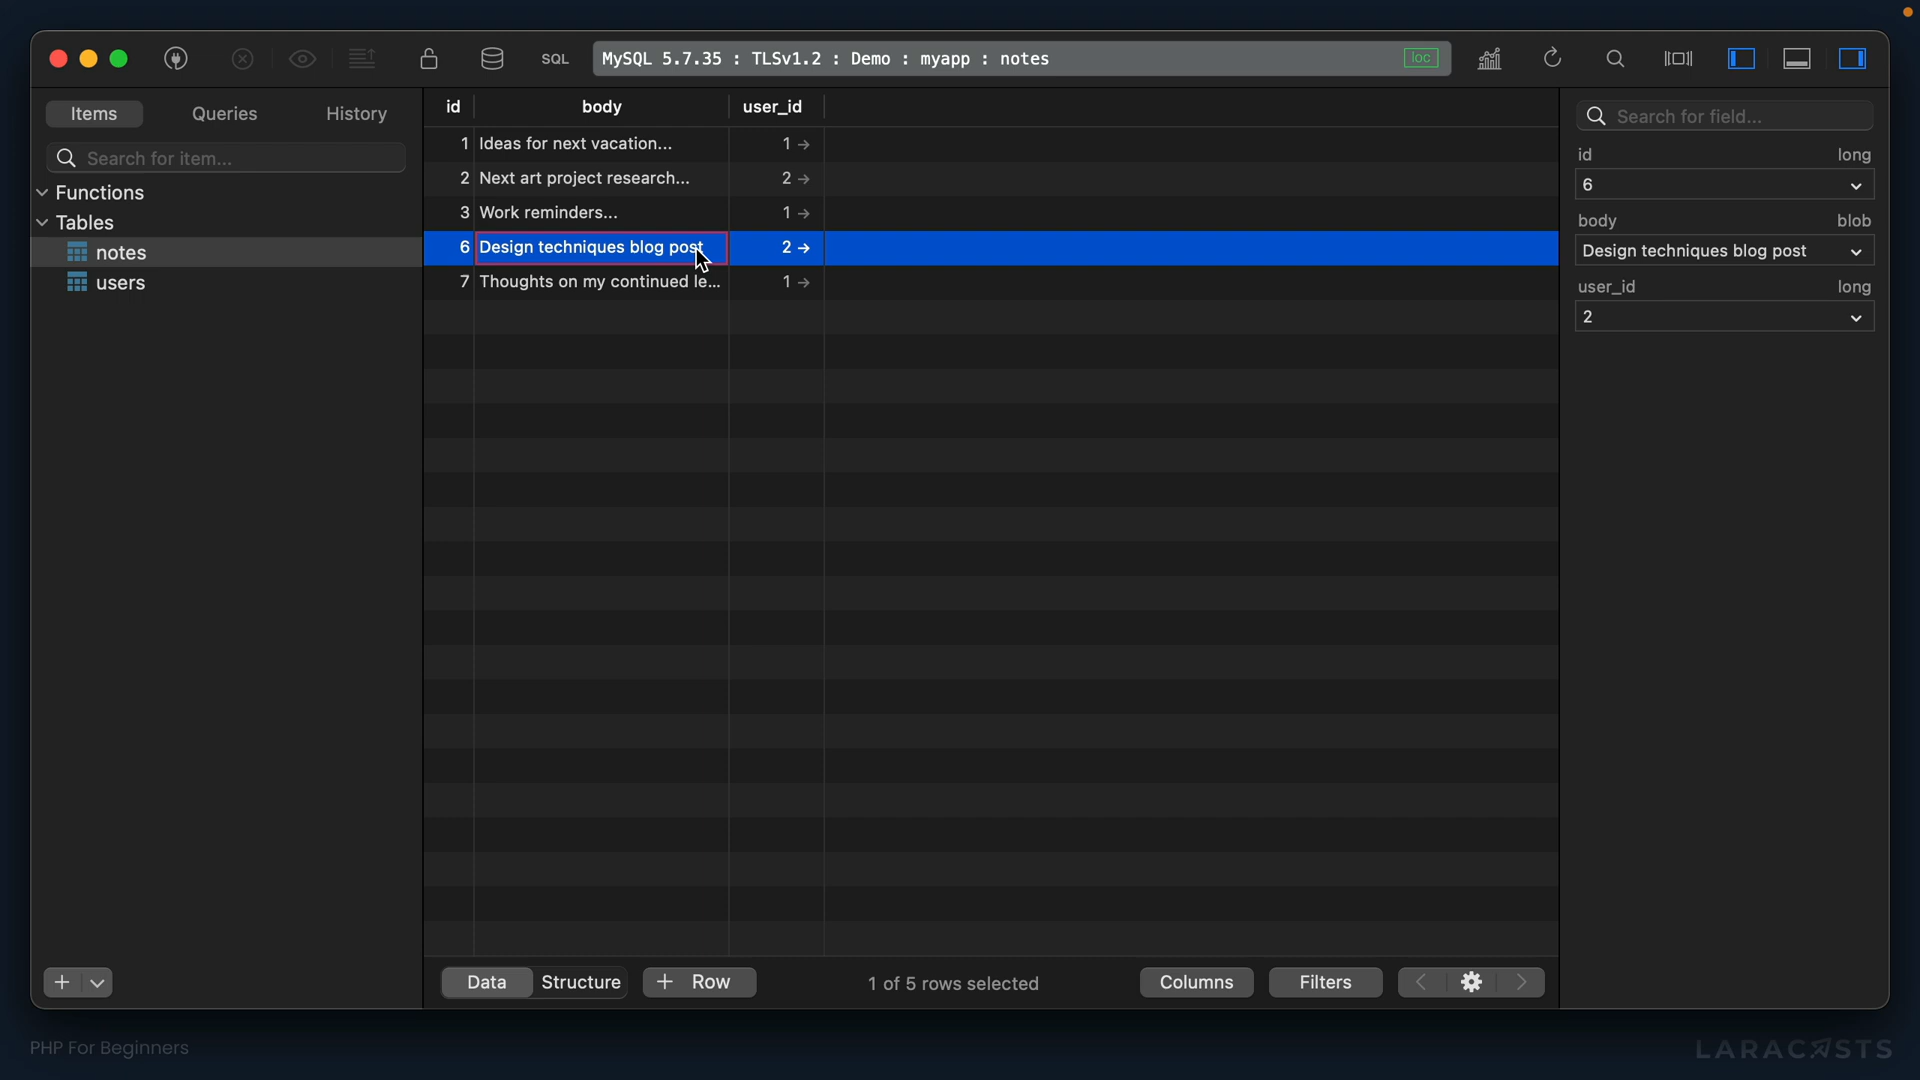 SQL
MySQL 5.7.35 : TLSv1.2 : Demo : myapp : notes
loc
Items
Queries
History
Search for item...
Functions
Tables
notes
users
id
body
user_id
1
Ideas for next vacation...
1 →
2
Next art project research...
2 →
3
Work reminders...
1 →
6
Design techniques blog post
2 →
7
Thoughts on my continued le...
1 →
Search for field...
id
long
6
body
blob
Design techniques blog post
user_id
long
2
Data
Structure
+ Row
1 of 5 rows selected
Columns
Filters
PHP For Beginners
LARACASTS